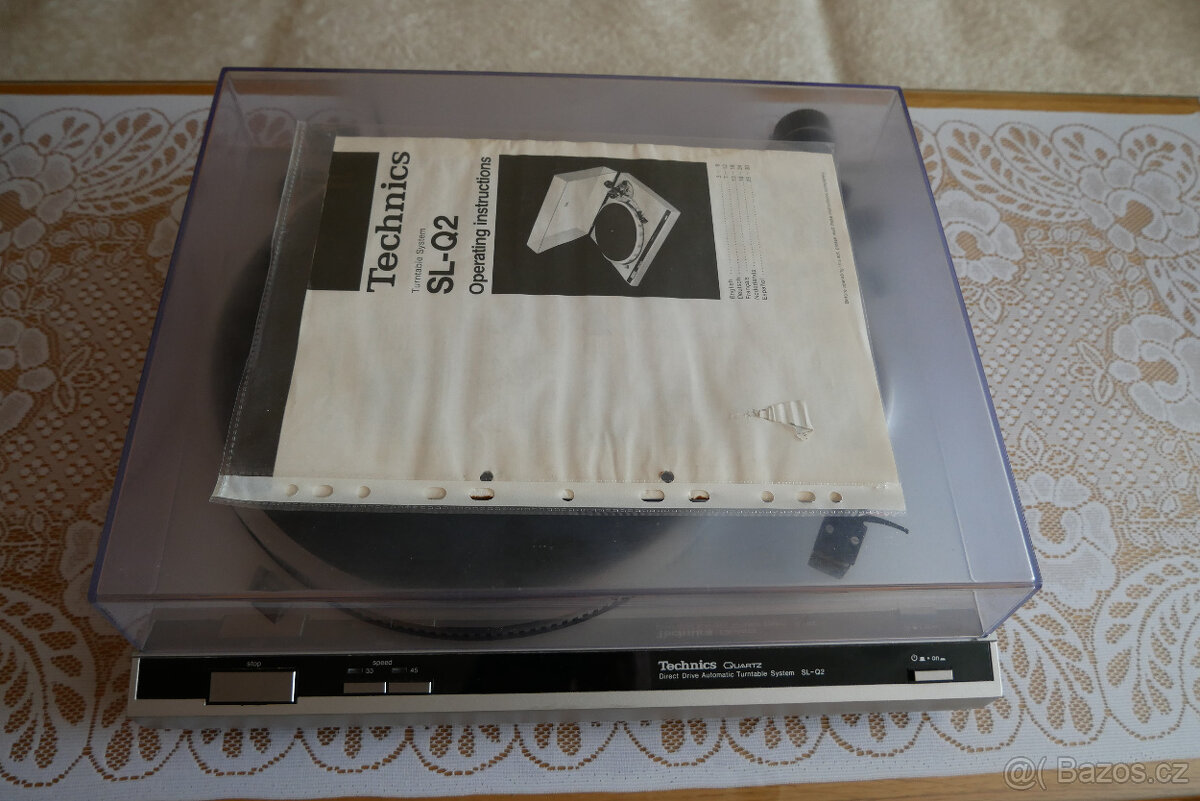 Technics
Turntable System
SL-Q2
Operating instructions
English
Deutsch
Français
Nederlands
Español
stop
speed
33
45
Technics QUARTZ
Direct Drive Automatic Turntable System SL-Q2
on
@( Bazos.cz